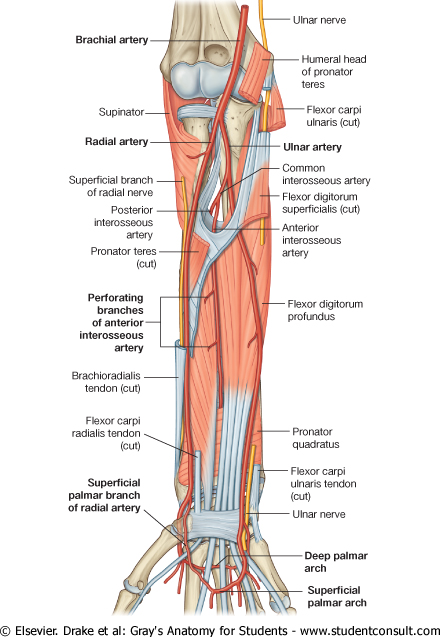 Ulnar nerve
Brachial artery
Humeral head
of pronator
teres
Supinator
Flexor carpi
ulnaris (cut)
Radial artery
Ulnar artery
Common
interosseous artery
Superficial branch
of radial nerve
Flexor digitorum
superficialis (cut)
Posterior
interosseous
artery
Anterior
interosseous
artery
Pronator teres
(cut)
Perforating
branches
of anterior
interosseous
artery
Flexor digitorum
profundus
Brachioradialis
tendon (cut)
Flexor carpi
radialis tendon
(cut)
Pronator
quadratus
Flexor carpi
ulnaris tendon
(cut)
Superficial
palmar branch
of radial artery
Ulnar nerve
Deep palmar
arch
Superficial
palmar arch
© Elsevier. Drake et al: Gray's Anatomy for Students - www.studentconsult.com